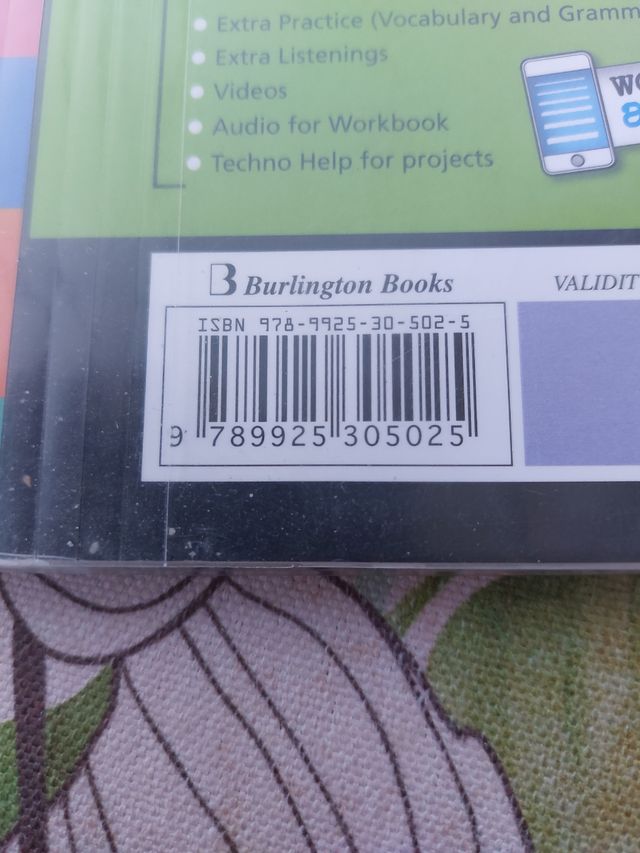 Extra Practice (Vocabulary and Gramm
Extra Listenings
Videos
Audio for Workbook
Techno Help for projects
WO
&
B Burlington Books
VALIDIT
ISBN 978-9925-30-502-5
9 789925 305025